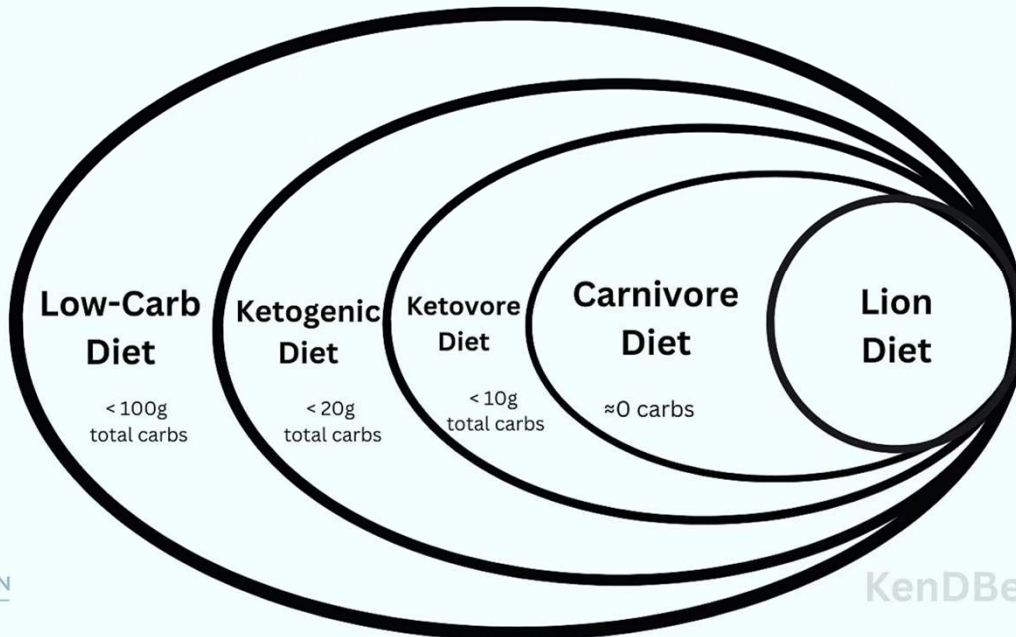 Low-Carb
Diet
< 100g
total carbs
Ketogenic
Diet
< 20g
total carbs
Ketovore
Diet
< 10g
total carbs
Carnivore
Diet
≈0 carbs
Lion
Diet
KenDBe